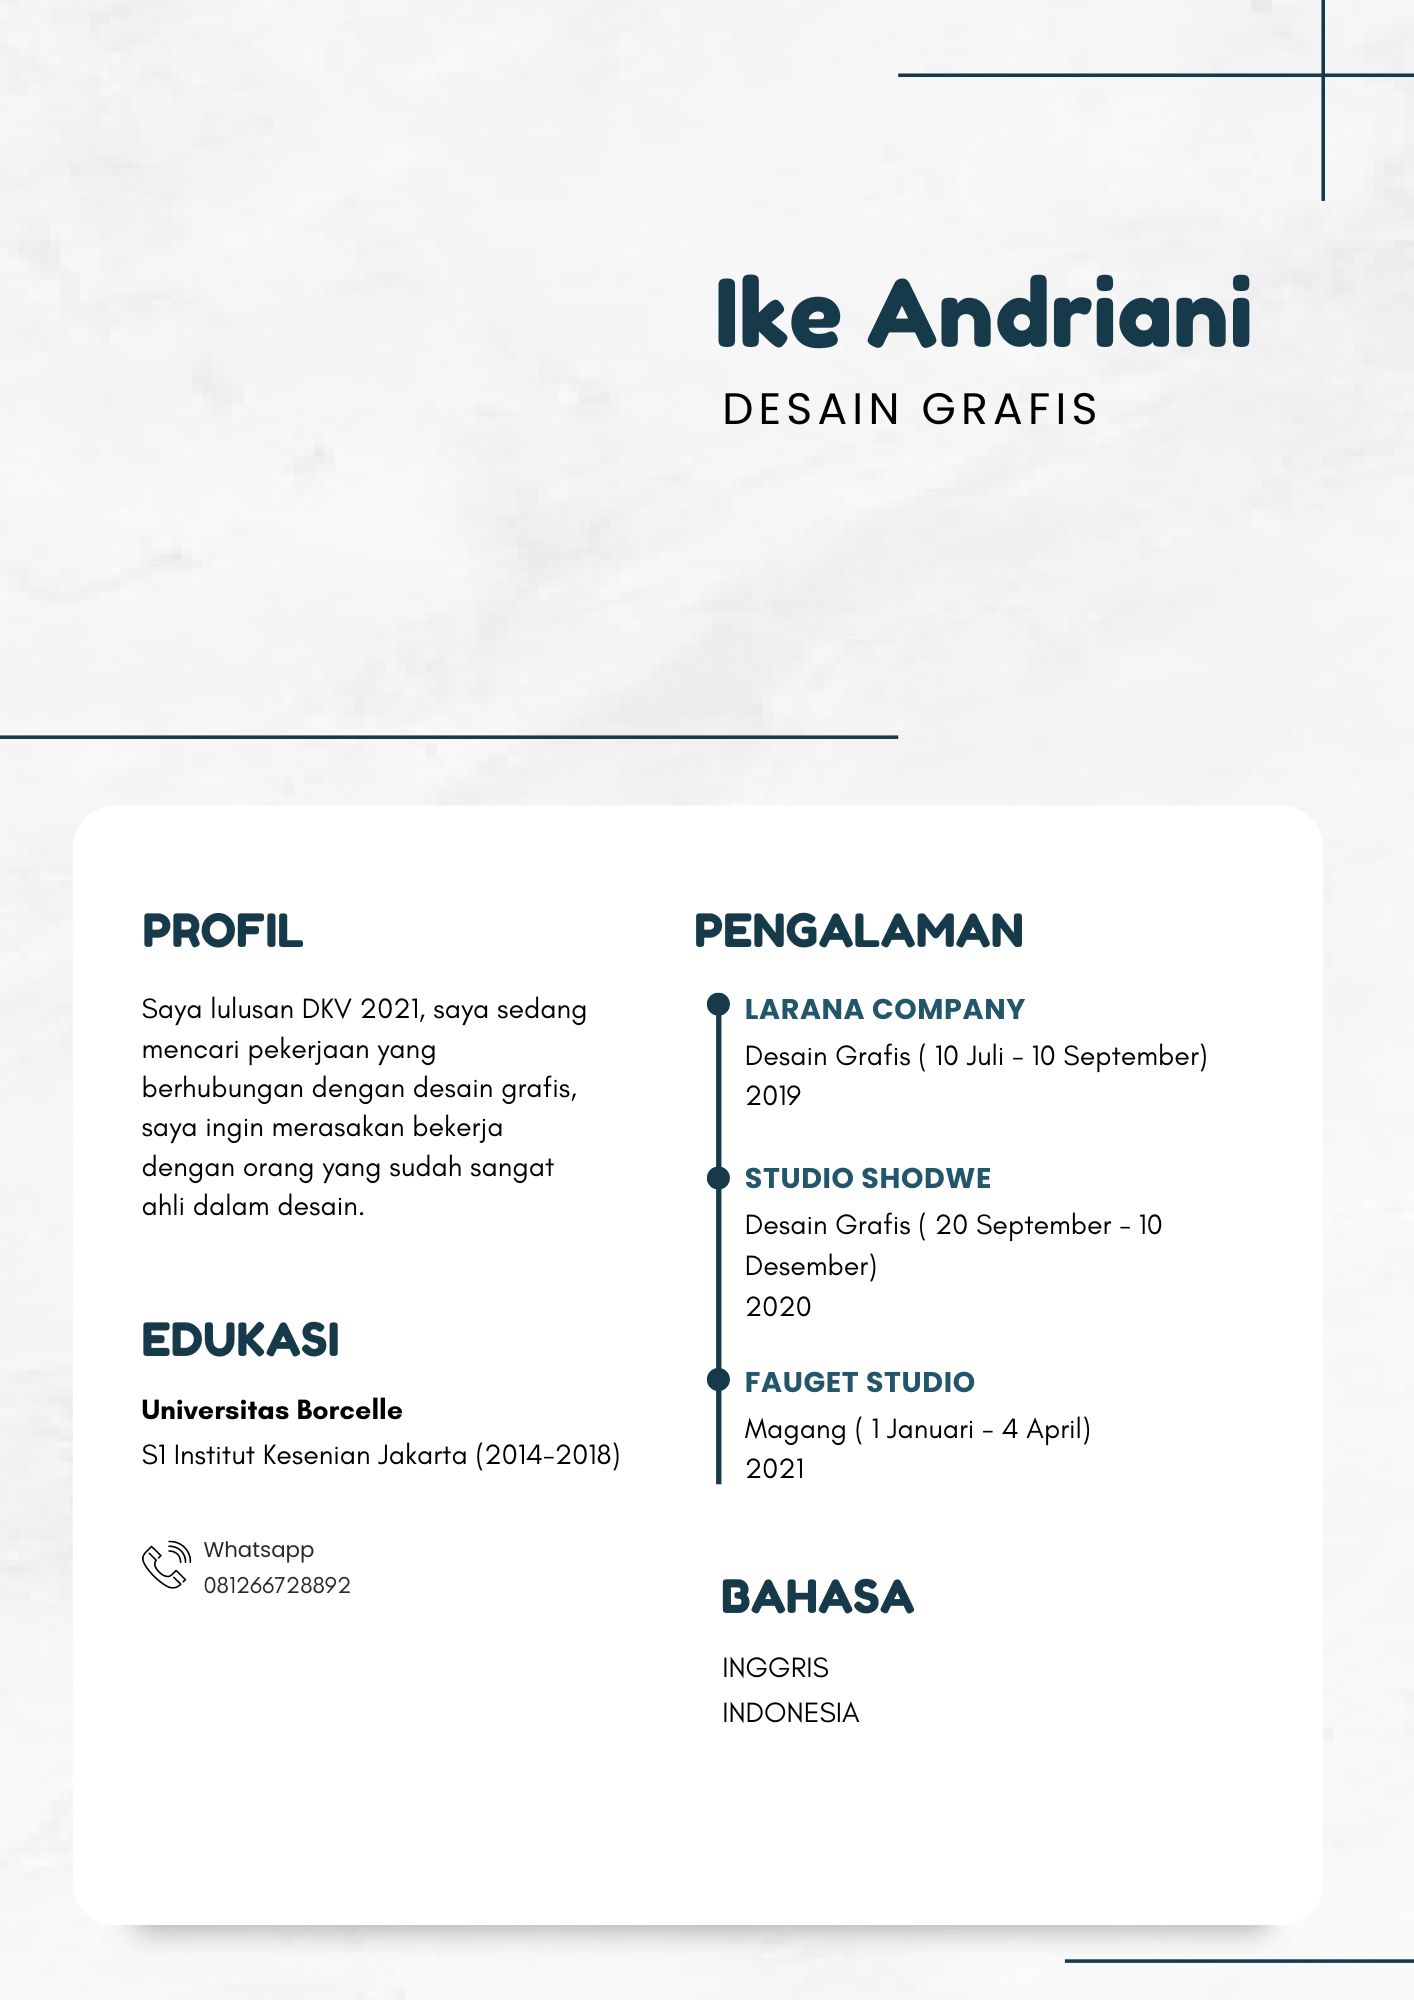 Ike Andriani
DESAIN GRAFIS
PROFIL
Saya lulusan DKV 2021, saya sedang
mencari pekerjaan yang
berhubungan dengan desain grafis,
saya ingin merasakan bekerja
dengan orang yang sudah sangat
ahli dalam desain.
EDUKASI
Universitas Borcelle
S1 Institut Kesenian Jakarta (2014-2018)
Whatsapp
081266728892
PENGALAMAN
LARANA COMPANY
Desain Grafis ( 10 Juli - 10 September)
2019
STUDIO SHODWE
Desain Grafis ( 20 September - 10
Desember)
2020
FAUGET STUDIO
Magang ( 1 Januari - 4 April)
2021
BAHASA
INGGRIS
INDONESIA